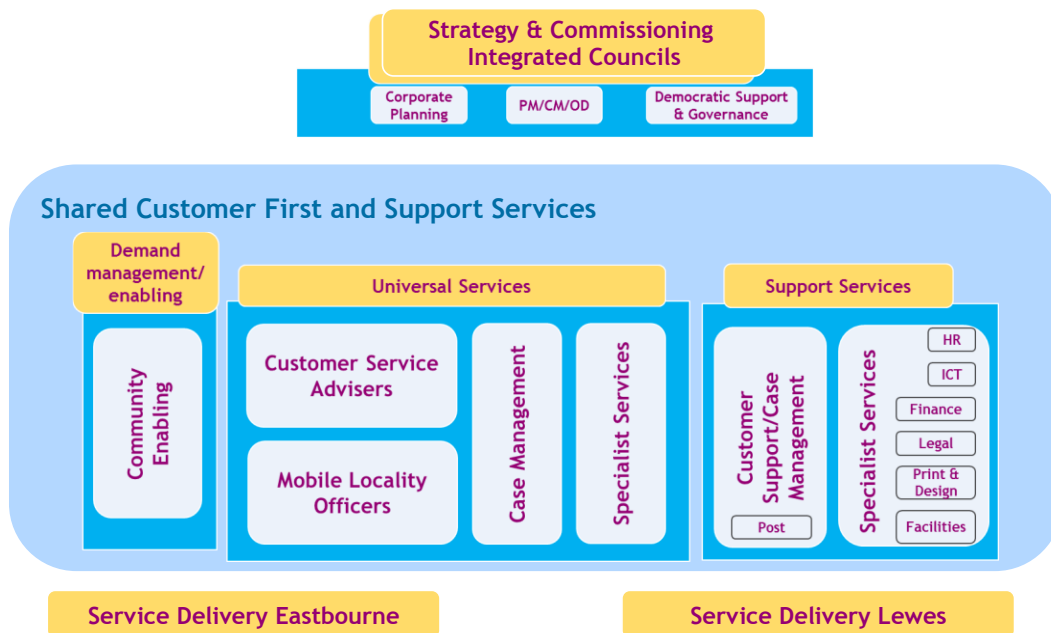 Strategy & Commissioning
Integrated Councils
Corporate
Planning
PM/CM/OD
Democratic Support
& Governance
Shared Customer First and Support Services
Demand
management/
enabling
Community
Enabling
Universal Services
Customer Service
Advisers
Mobile Locality
Officers
Case Management
Specialist Services
Support Services
Customer
Support/Case
Management
Post
Specialist Services
HR
ICT
Finance
Legal
Print &
Design
Facilities
Service Delivery Eastbourne
Service Delivery Lewes